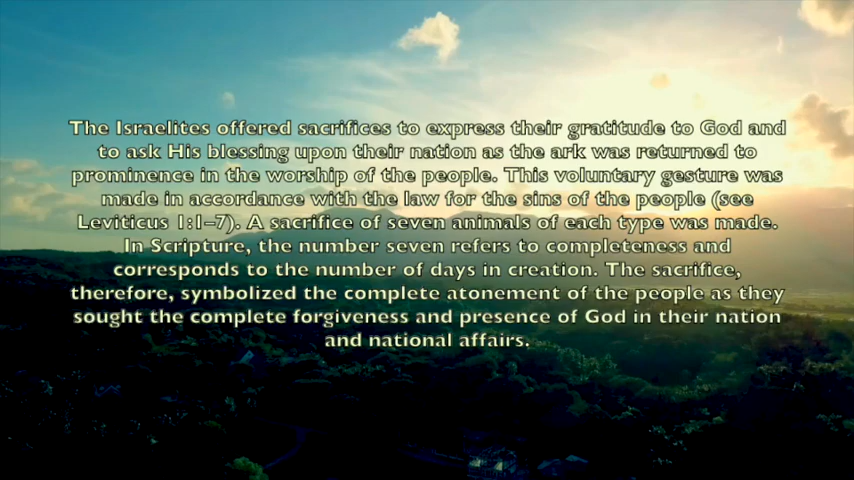 The Israelites offered sacrifices to express their gratitude to God and
to ask His blessing upon their nation as the ark was returned to
prominence in the worship of the people. This voluntary gesture was
made in accordance with the law for the sins of the people (see
Leviticus 1:1–7). A sacrifice of seven animals of each type was made.
In Scripture, the number seven refers to completeness and
corresponds to the number of days in creation. The sacrifice,
therefore, symbolized the complete atonement of the people as they
sought the complete forgiveness and presence of God in their nation
and national affairs.